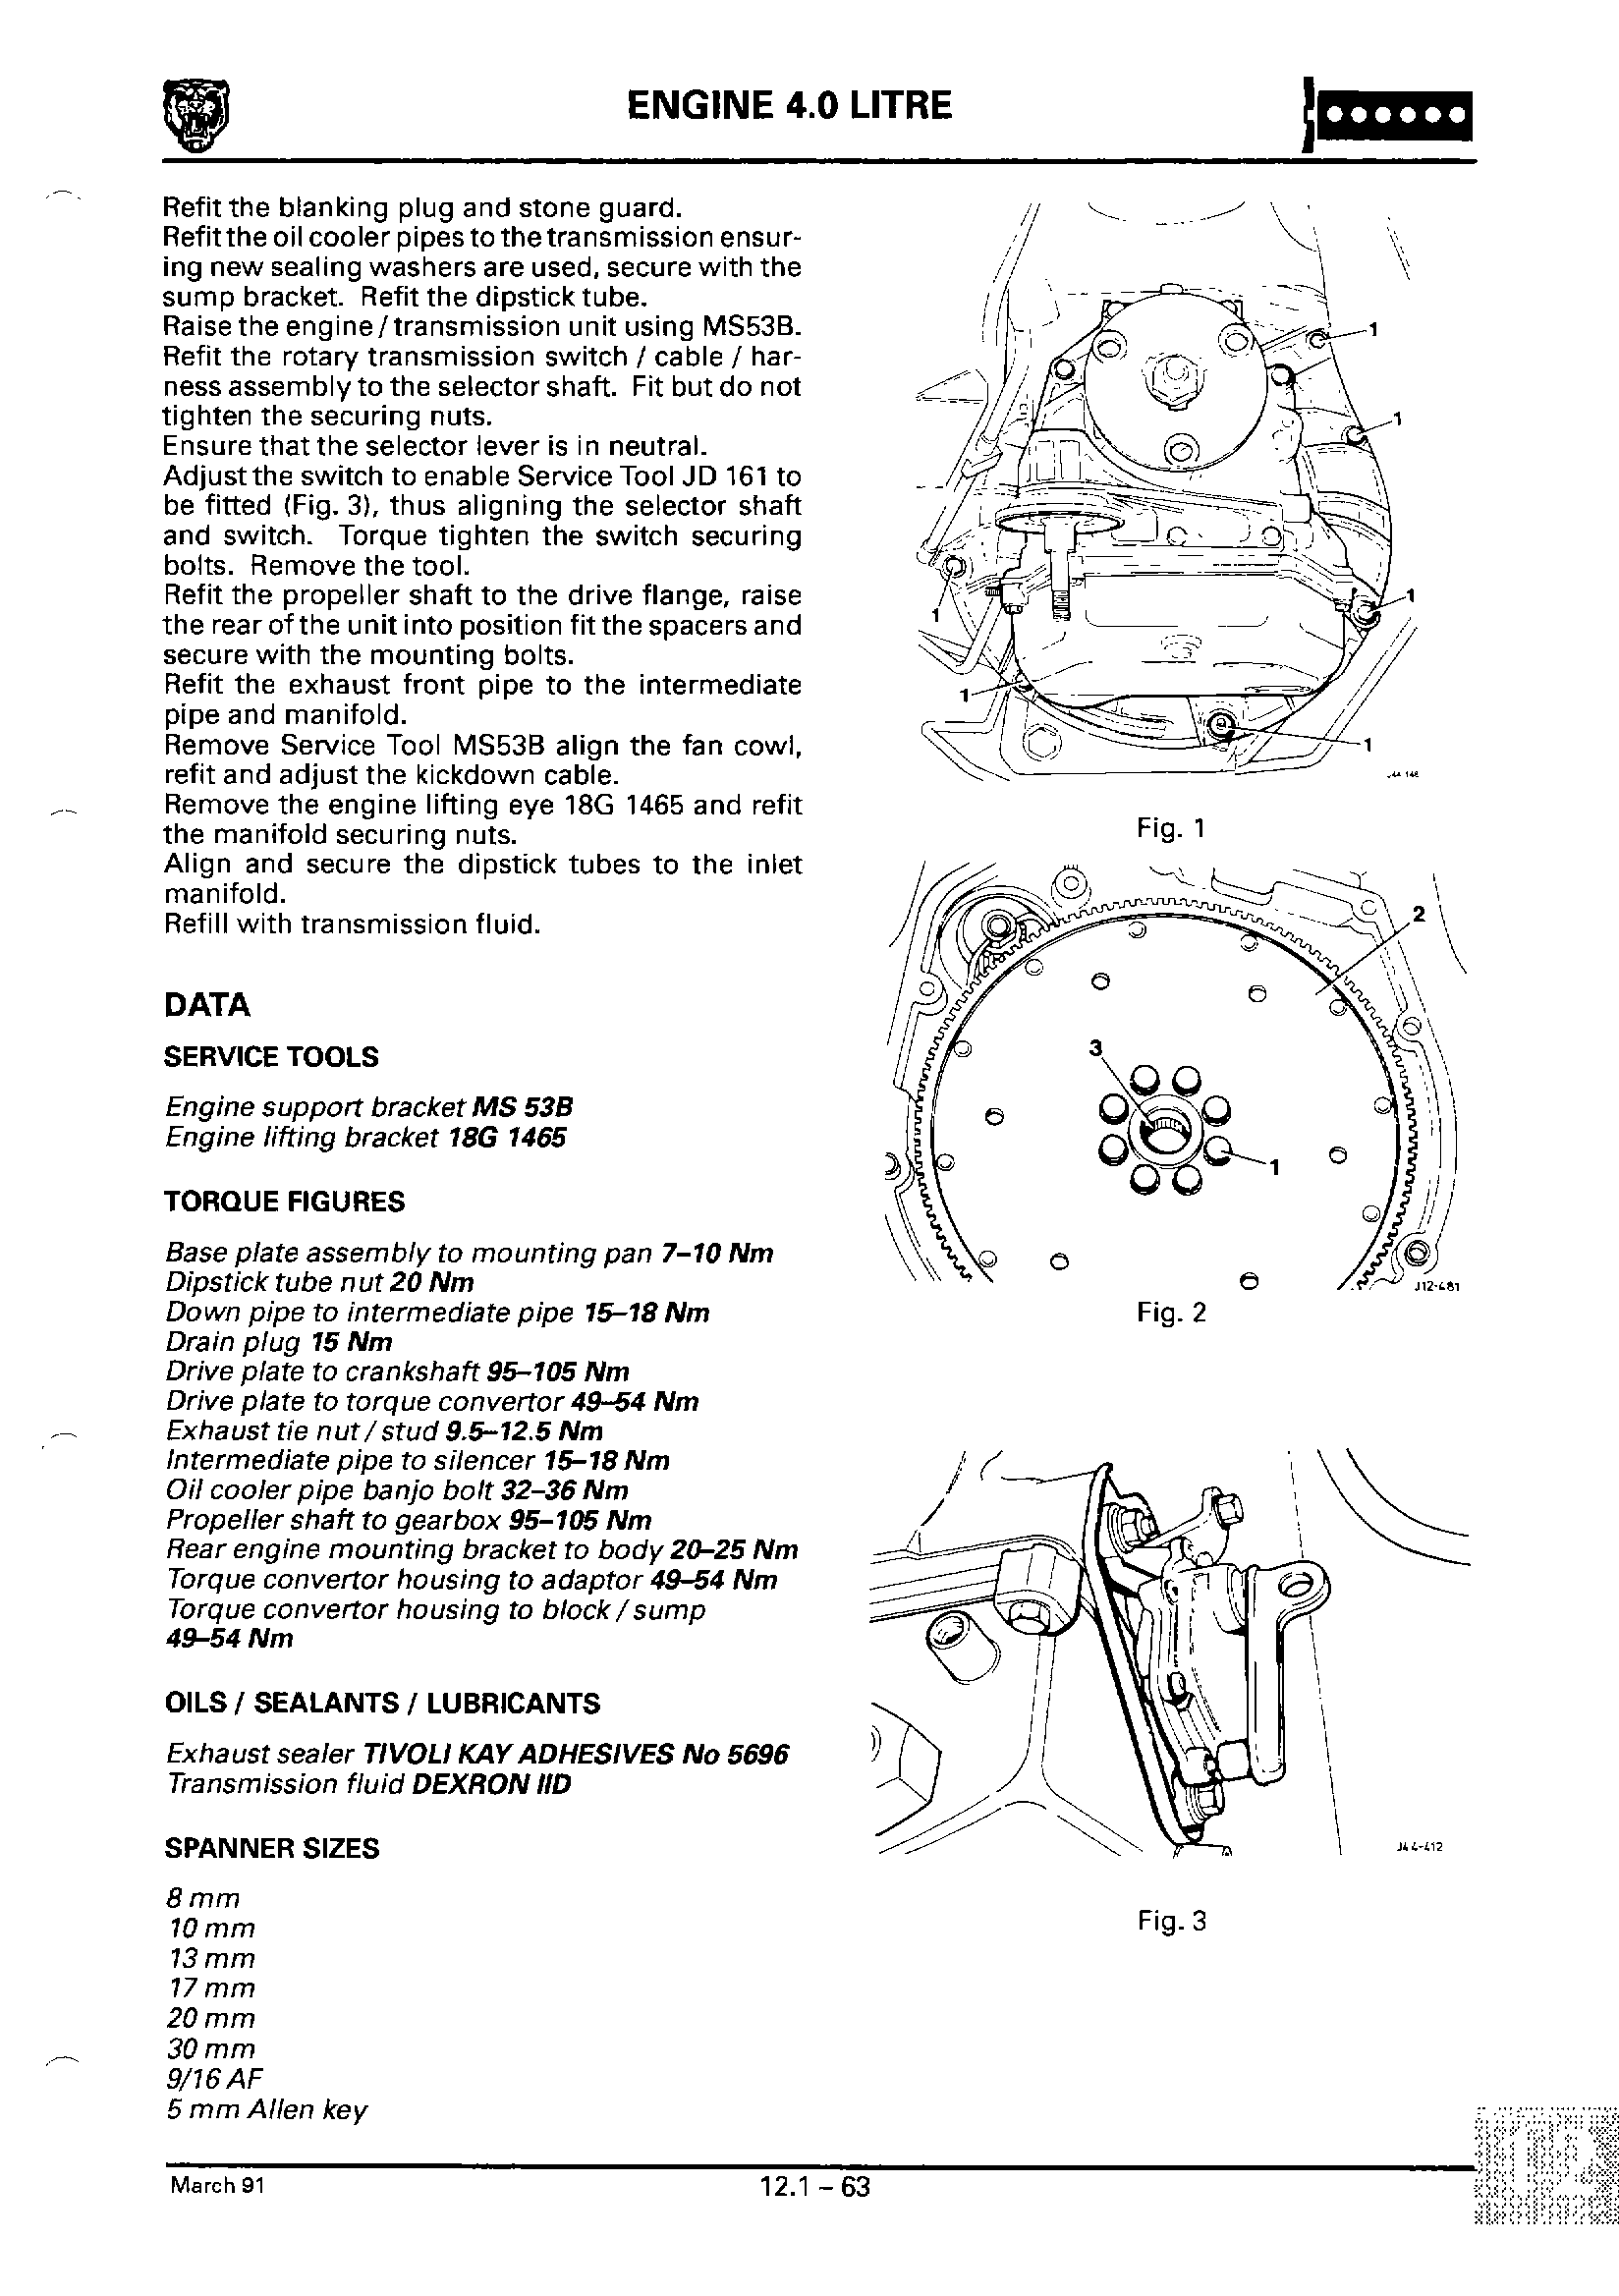 ENGINE 4.0 LITRE
Refit the blanking plug and stone guard.
Refit the oil cooler pipes to the transmission ensur-
ing new sealing washers are used, secure with the
sump bracket. Refit the dipstick tube.
Raise the engine / transmission unit using MS53B.
Refit the rotary transmission switch / cable / har-
ness assembly to the selector shaft. Fit but do not
tighten the securing nuts.
Ensure that the selector lever is in neutral.
Adjust the switch to enable Service Tool JD 161 to
be fitted (Fig. 3), thus aligning the selector shaft
and switch. Torque tighten the switch securing
bolts. Remove the tool.
Refit the propeller shaft to the drive flange, raise
the rear of the unit into position fit the spacers and
secure with the mounting bolts.
Refit the exhaust front pipe to the intermediate
pipe and manifold.
Remove Service Tool MS53B align the fan cowl,
refit and adjust the kickdown cable.
Remove the engine lifting eye 18G 1465 and refit
the manifold securing nuts.
Align and secure the dipstick tubes to the inlet
manifold.
Refill with transmission fluid.
DATA
SERVICE TOOLS
Engine support bracket MS 53B
Engine lifting bracket 18G 1465
TORQUE FIGURES
Base plate assembly to mounting pan 7–10 Nm
Dipstick tube nut 20 Nm
Down pipe to intermediate pipe 15–18 Nm
Drain plug 15 Nm
Drive plate to crankshaft 95–105 Nm
Drive plate to torque convertor 49–54 Nm
Exhaust tie nut / stud 9.5–12.5 Nm
Intermediate pipe to silencer 15–18 Nm
Oil cooler pipe banjo bolt 32–36 Nm
Propeller shaft to gearbox 95–105 Nm
Rear engine mounting bracket to body 20–25 Nm
Torque convertor housing to adaptor 49–54 Nm
Torque convertor housing to block / sump
49–54 Nm
OILS / SEALANTS / LUBRICANTS
Exhaust sealer TIVOLI KAY ADHESIVES No 5696
Transmission fluid DEXRON IID
SPANNER SIZES
8 mm
10 mm
13 mm
17 mm
20 mm
30 mm
9/16 AF
5 mm Allen key
1
1
1
1
1
1
J44 148
Fig. 1
2
3
1
J12-481
Fig. 2
J44-412
Fig. 3
March 91
12.1 – 63